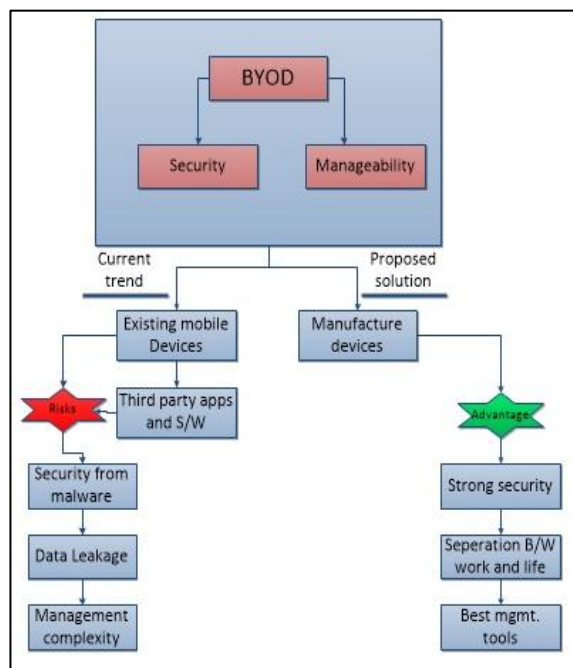 BYOD
Security
Manageability
Current
trend
Proposed
solution
Existing mobile
Devices
Manufacture
devices
Risks
Third party apps
and S/W
Advantage
Security from
malware
Strong security
Data Leakage
Seperation B/W
work and life
Management
complexity
Best mgmt.
tools